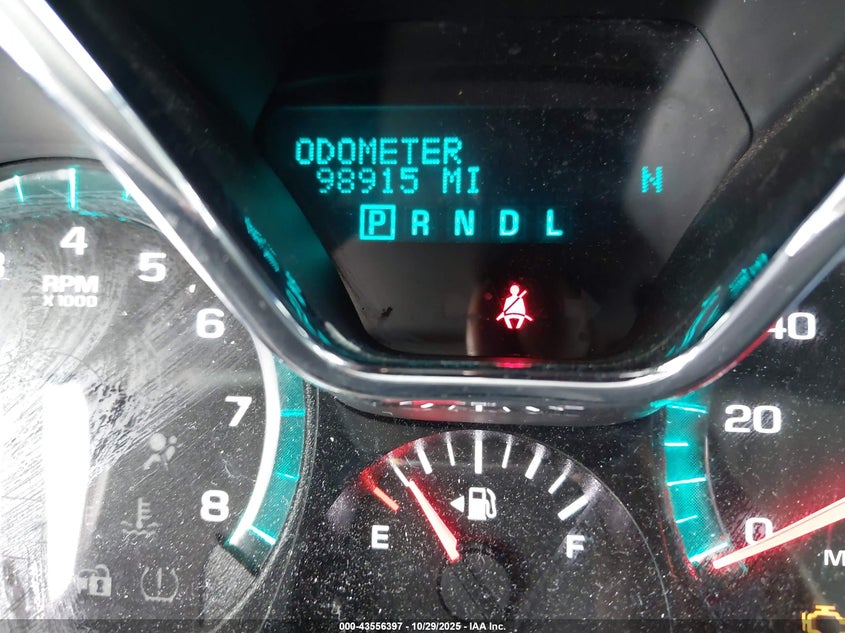 ODOMETER
98915 MI N
P R N D L
4
5
RPM
X 1000
6
7
8
40
20
0
E
F
000-43556397 - 10/29/2025 - IAA Inc.